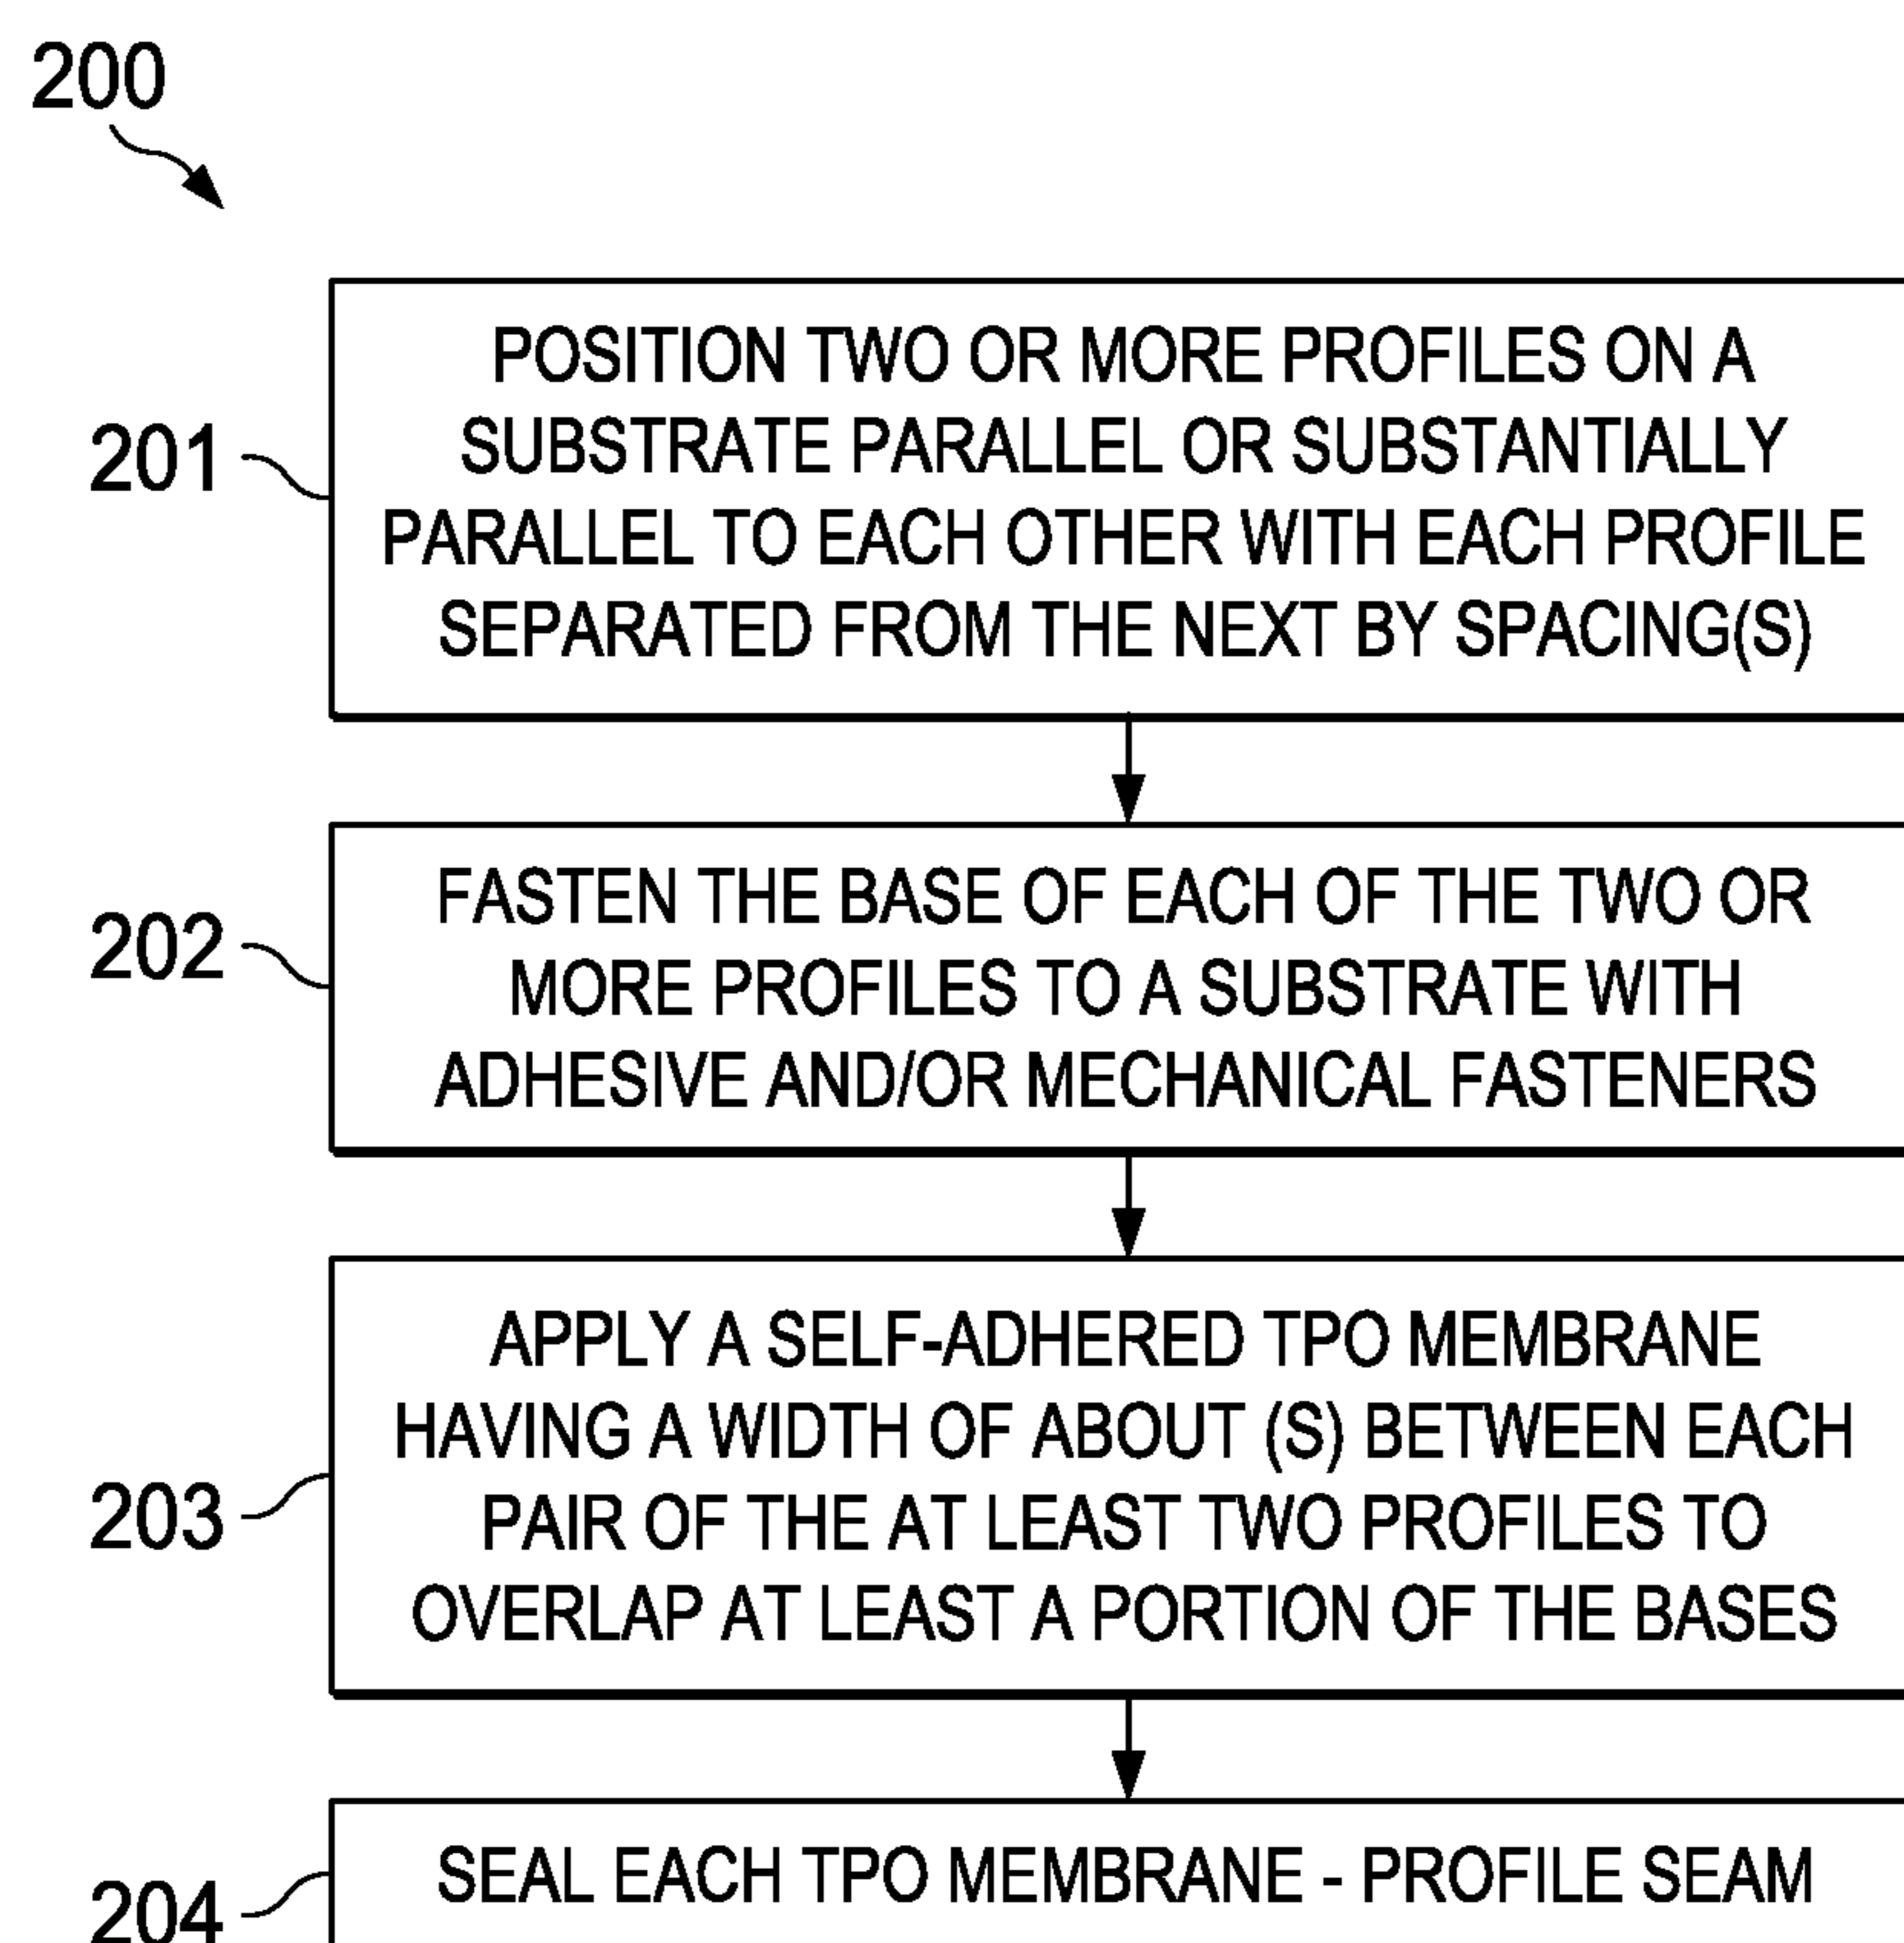 200
201
POSITION TWO OR MORE PROFILES ON A
SUBSTRATE PARALLEL OR SUBSTANTIALLY
PARALLEL TO EACH OTHER WITH EACH PROFILE
SEPARATED FROM THE NEXT BY SPACING(S)
202
FASTEN THE BASE OF EACH OF THE TWO OR
MORE PROFILES TO A SUBSTRATE WITH
ADHESIVE AND/OR MECHANICAL FASTENERS
203
APPLY A SELF-ADHERED TPO MEMBRANE
HAVING A WIDTH OF ABOUT (S) BETWEEN EACH
PAIR OF THE AT LEAST TWO PROFILES TO
OVERLAP AT LEAST A PORTION OF THE BASES
204
SEAL EACH TPO MEMBRANE - PROFILE SEAM